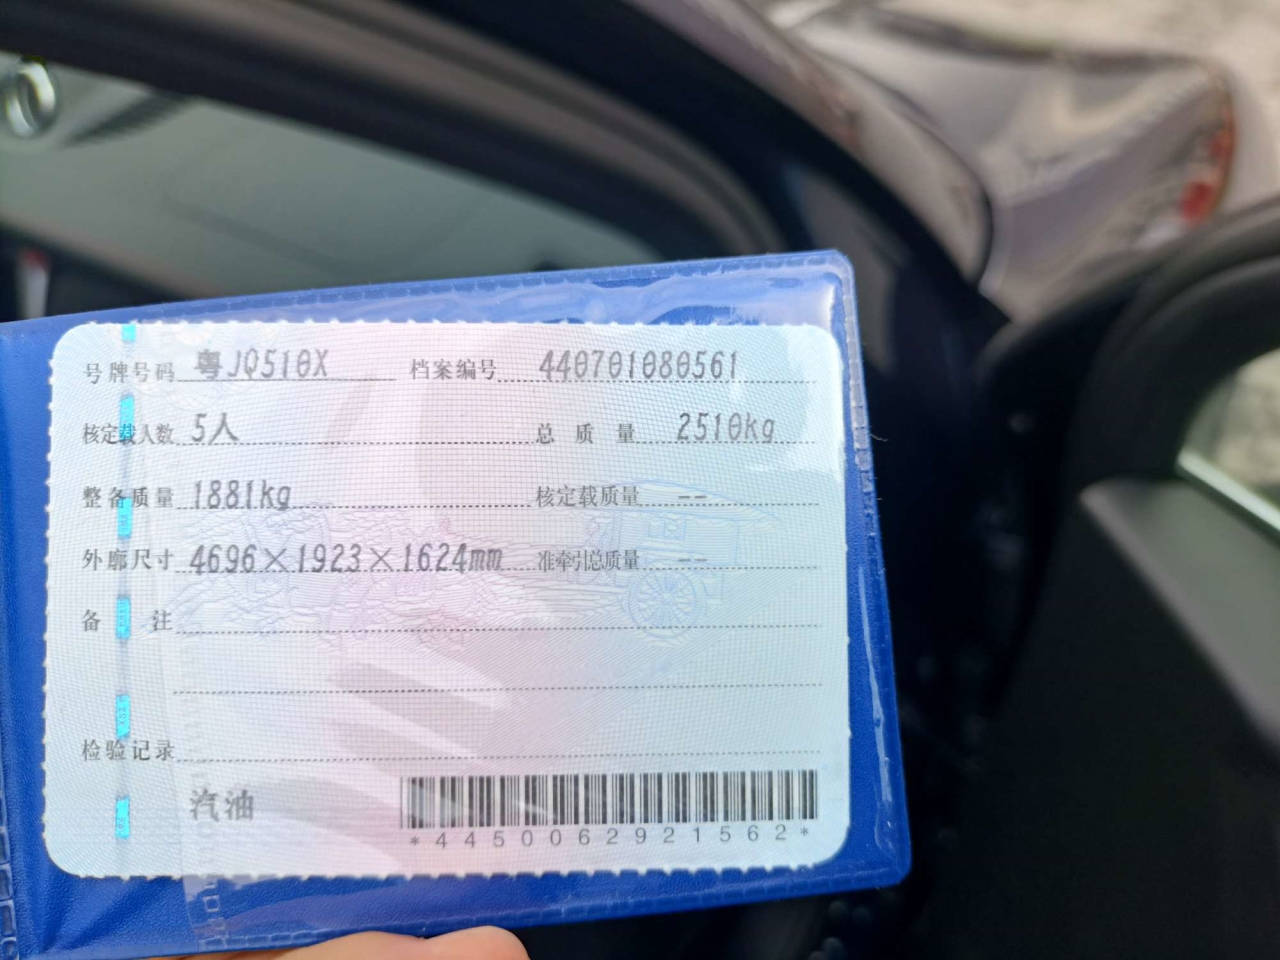 号牌号码 粤JQ510X 档案编号 440701080561
核定载人数 5人 总质量 2510kg
整备质量 1881kg 核定载质量 --
外廓尺寸 4696×1923×1624mm 准牵引总质量 --
备注
检验记录
汽油
*4450062921562*